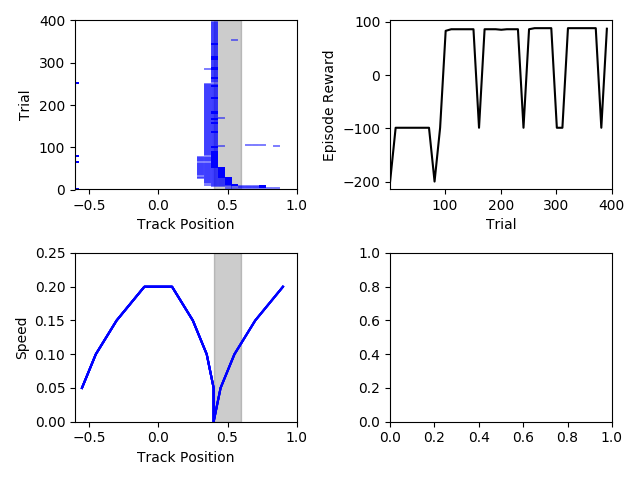 400
300
200
100
0
Trial
−0.5 0.0 0.5 1.0
Track Position
100
0
−100
−200
Episode Reward
100 200 300 400
Trial
0.25
0.20
0.15
0.10
0.05
0.00
Speed
−0.5 0.0 0.5 1.0
Track Position
1.0
0.8
0.6
0.4
0.2
0.0
0.0 0.2 0.4 0.6 0.8 1.0